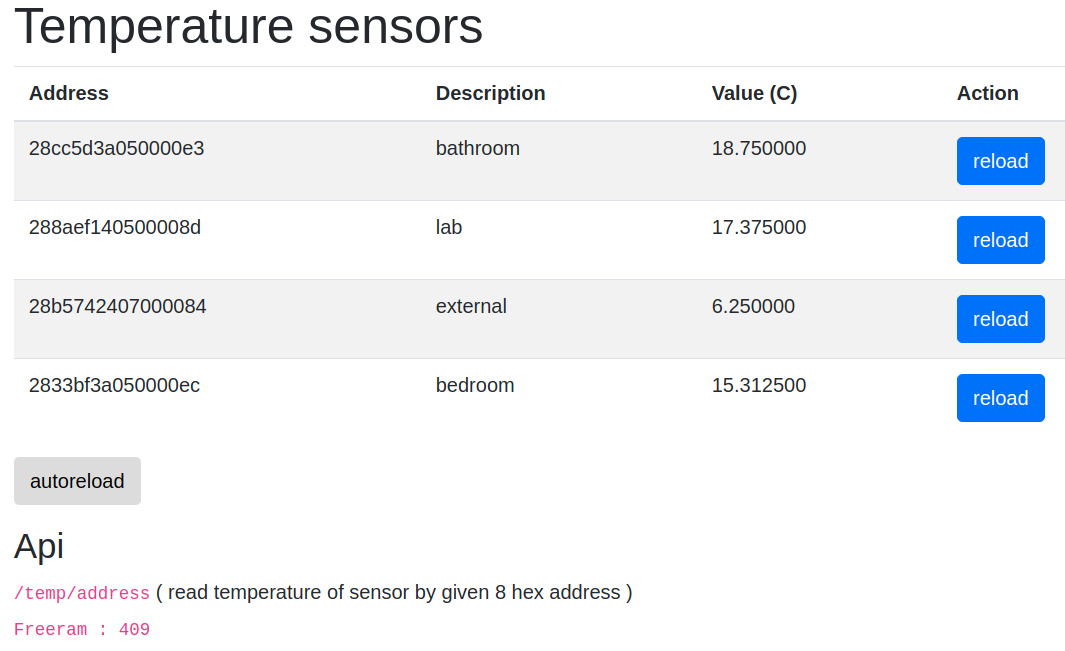 Temperature sensors
Address Description Value (C) Action
28cc5d3a050000e3 bathroom 18.750000 reload
288aef140500008d lab 17.375000 reload
28b5742407000084 external 6.250000 reload
2833bf3a050000ec bedroom 15.312500 reload
autoreload
Api
/temp/address ( read temperature of sensor by given 8 hex address )
Freeram : 409